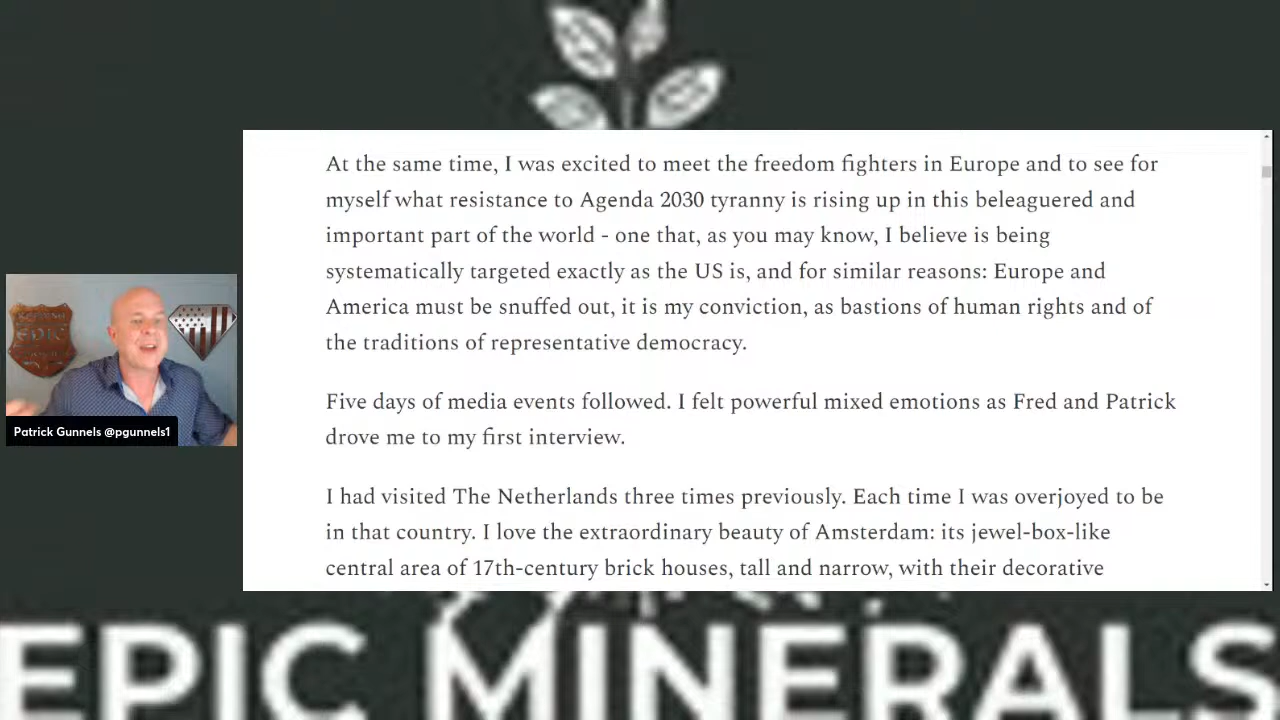 At the same time, I was excited to meet the freedom fighters in Europe and to see for
myself what resistance to Agenda 2030 tyranny is rising up in this beleaguered and
important part of the world - one that, as you may know, I believe is being
systematically targeted exactly as the US is, and for similar reasons: Europe and
America must be snuffed out, it is my conviction, as bastions of human rights and of
the traditions of representative democracy.
Five days of media events followed. I felt powerful mixed emotions as Fred and Patrick
drove me to my first interview.
I had visited The Netherlands three times previously. Each time I was overjoyed to be
in that country. I love the extraordinary beauty of Amsterdam: its jewel-box-like
central area of 17th-century brick houses, tall and narrow, with their decorative
EPIC
Patrick Gunnels @pgunnels1
EPIC MINERALS